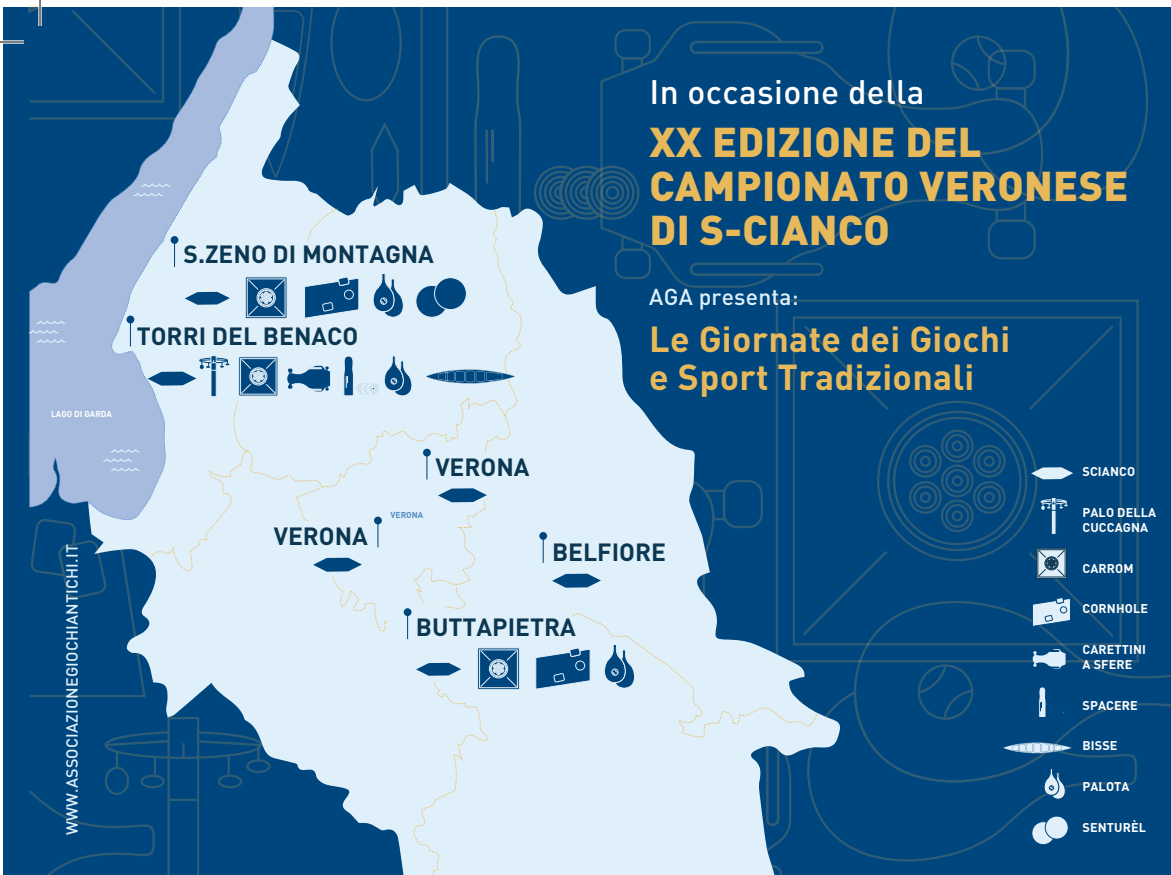 In occasione della
XX EDIZIONE DEL
CAMPIONATO VERONESE
DI S-CIANCO
AGA presenta:
Le Giornate dei Giochi
e Sport Tradizionali
S.ZENO DI MONTAGNA
TORRI DEL BENACO
LAGO DI GARDA
VERONA
VERONA
VERONA
BELFIORE
BUTTAPIETRA
SCIANCO
PALO DELLA
CUCCAGNA
CARROM
CORNHOLE
CARETTINI
A SFERE
SPACERE
BISSE
PALOTA
SENTURÈL
WWW.ASSOCIAZIONEGIOCHIANTICHI.IT